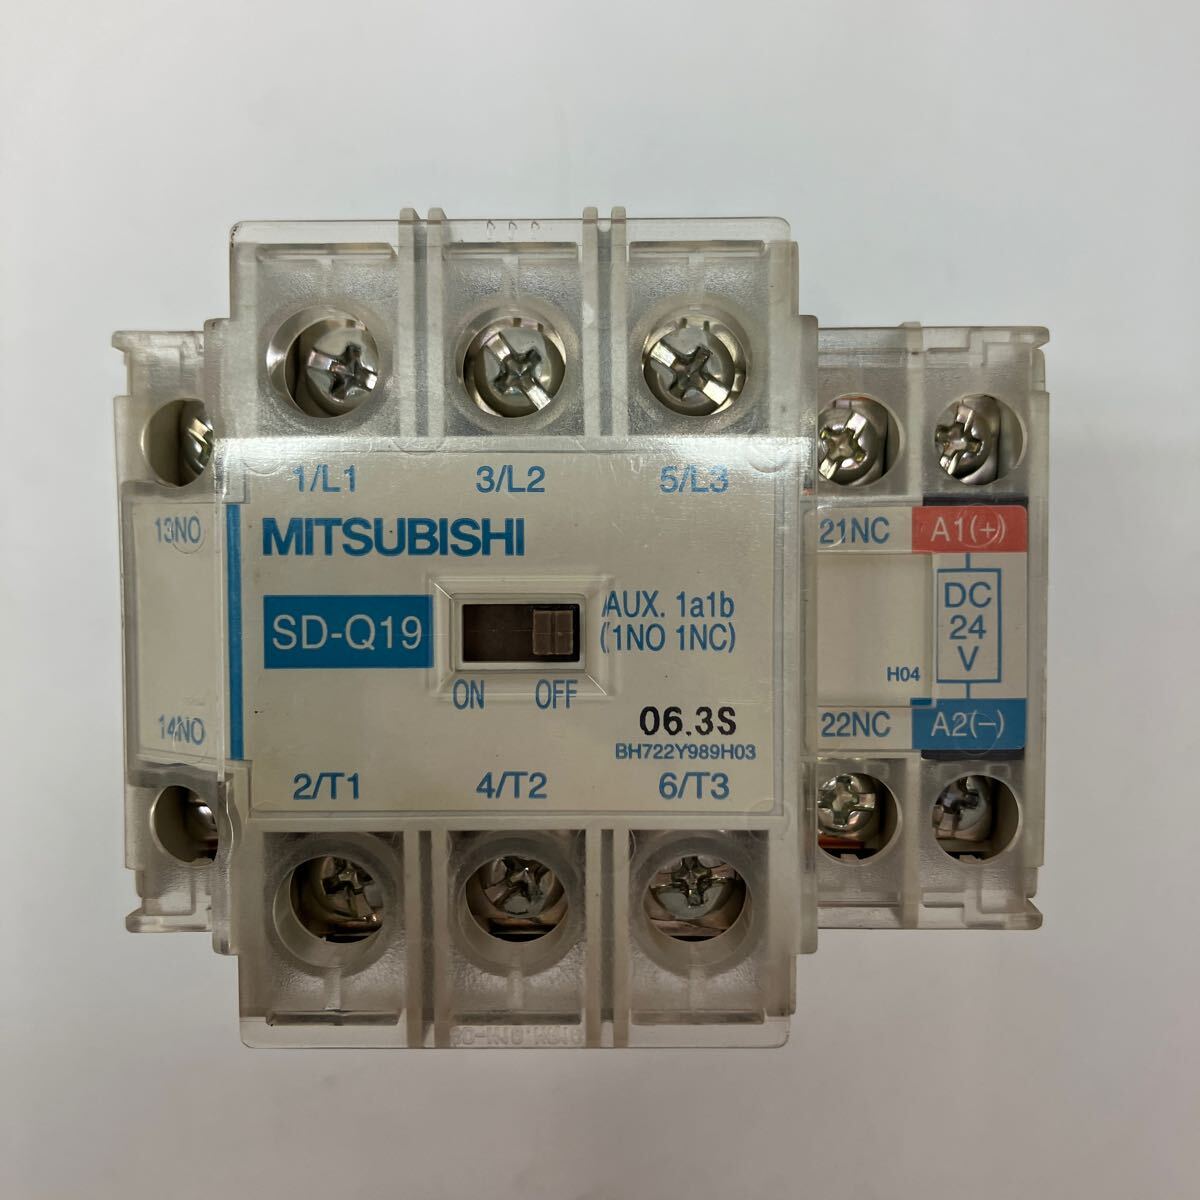 1/L1 3/L2 5/L3
13NO
MITSUBISHI
21NC A1(+)
SD-Q19
AUX. 1a1b
(1NO 1NC)
DC
24
V
ON OFF
H04
14NO
06.3S
22NC A2(−)
BH722Y989H03
2/T1 4/T2 6/T3